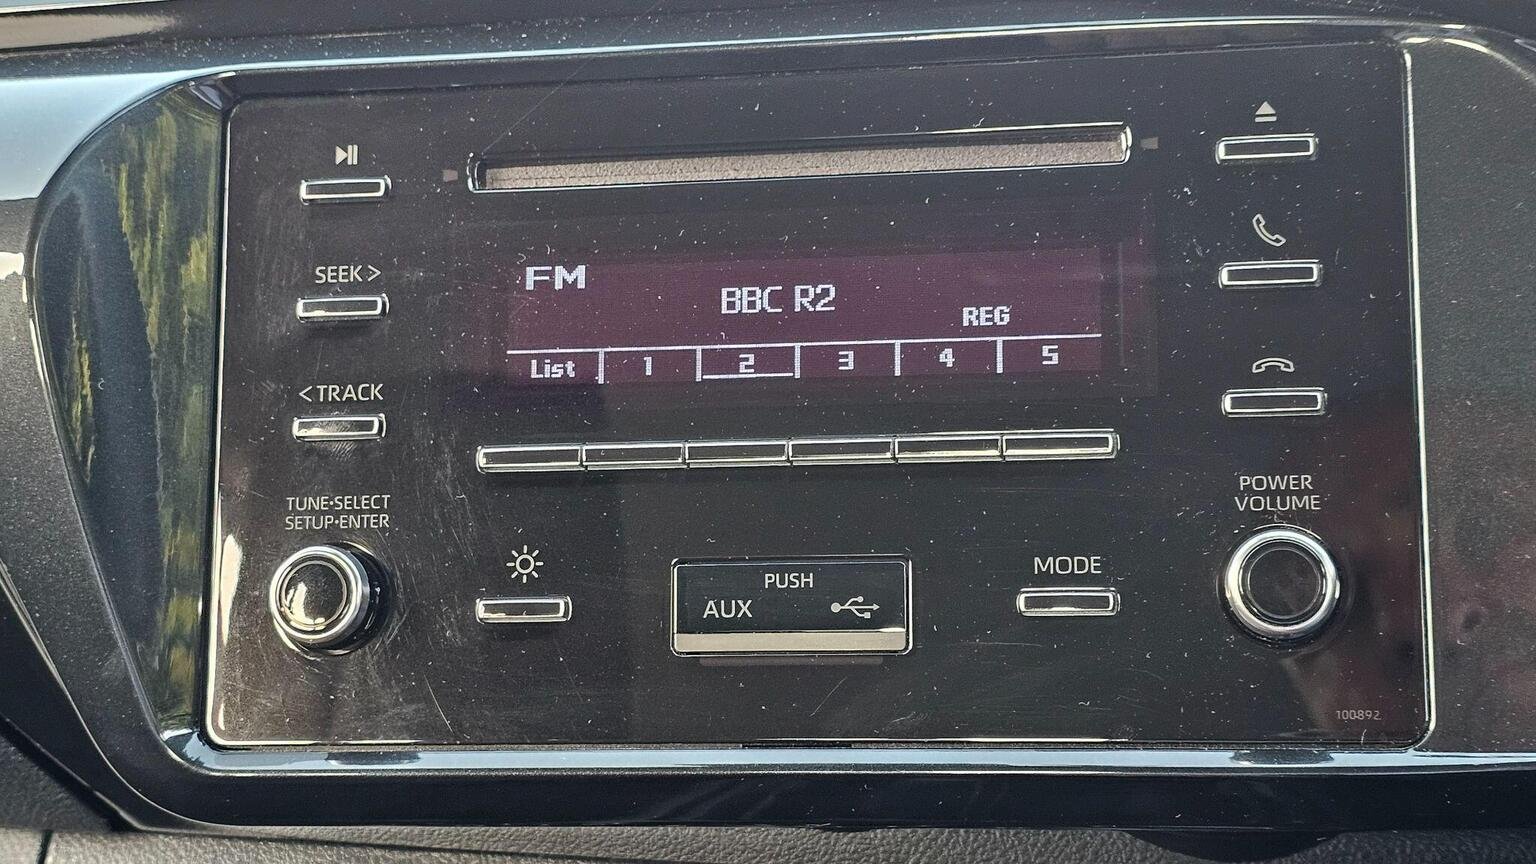 SEEK >
< TRACK
TUNE•SELECT
SETUP•ENTER
FM
BBC R2
REG
List 1 2 3 4 5
PUSH
AUX
MODE
POWER
VOLUME
100892